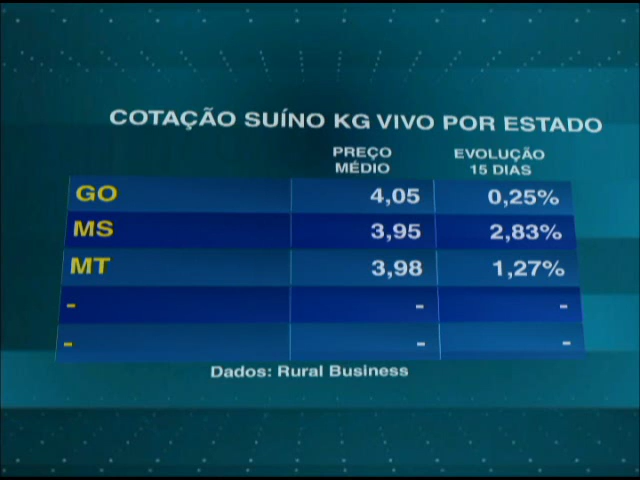 COTAÇÃO SUÍNO KG VIVO POR ESTADO
PREÇO MÉDIO EVOLUÇÃO 15 DIAS
GO 4,05 0,25%
MS 3,95 2,83%
MT 3,98 1,27%
- - -
- - -
Dados: Rural Business